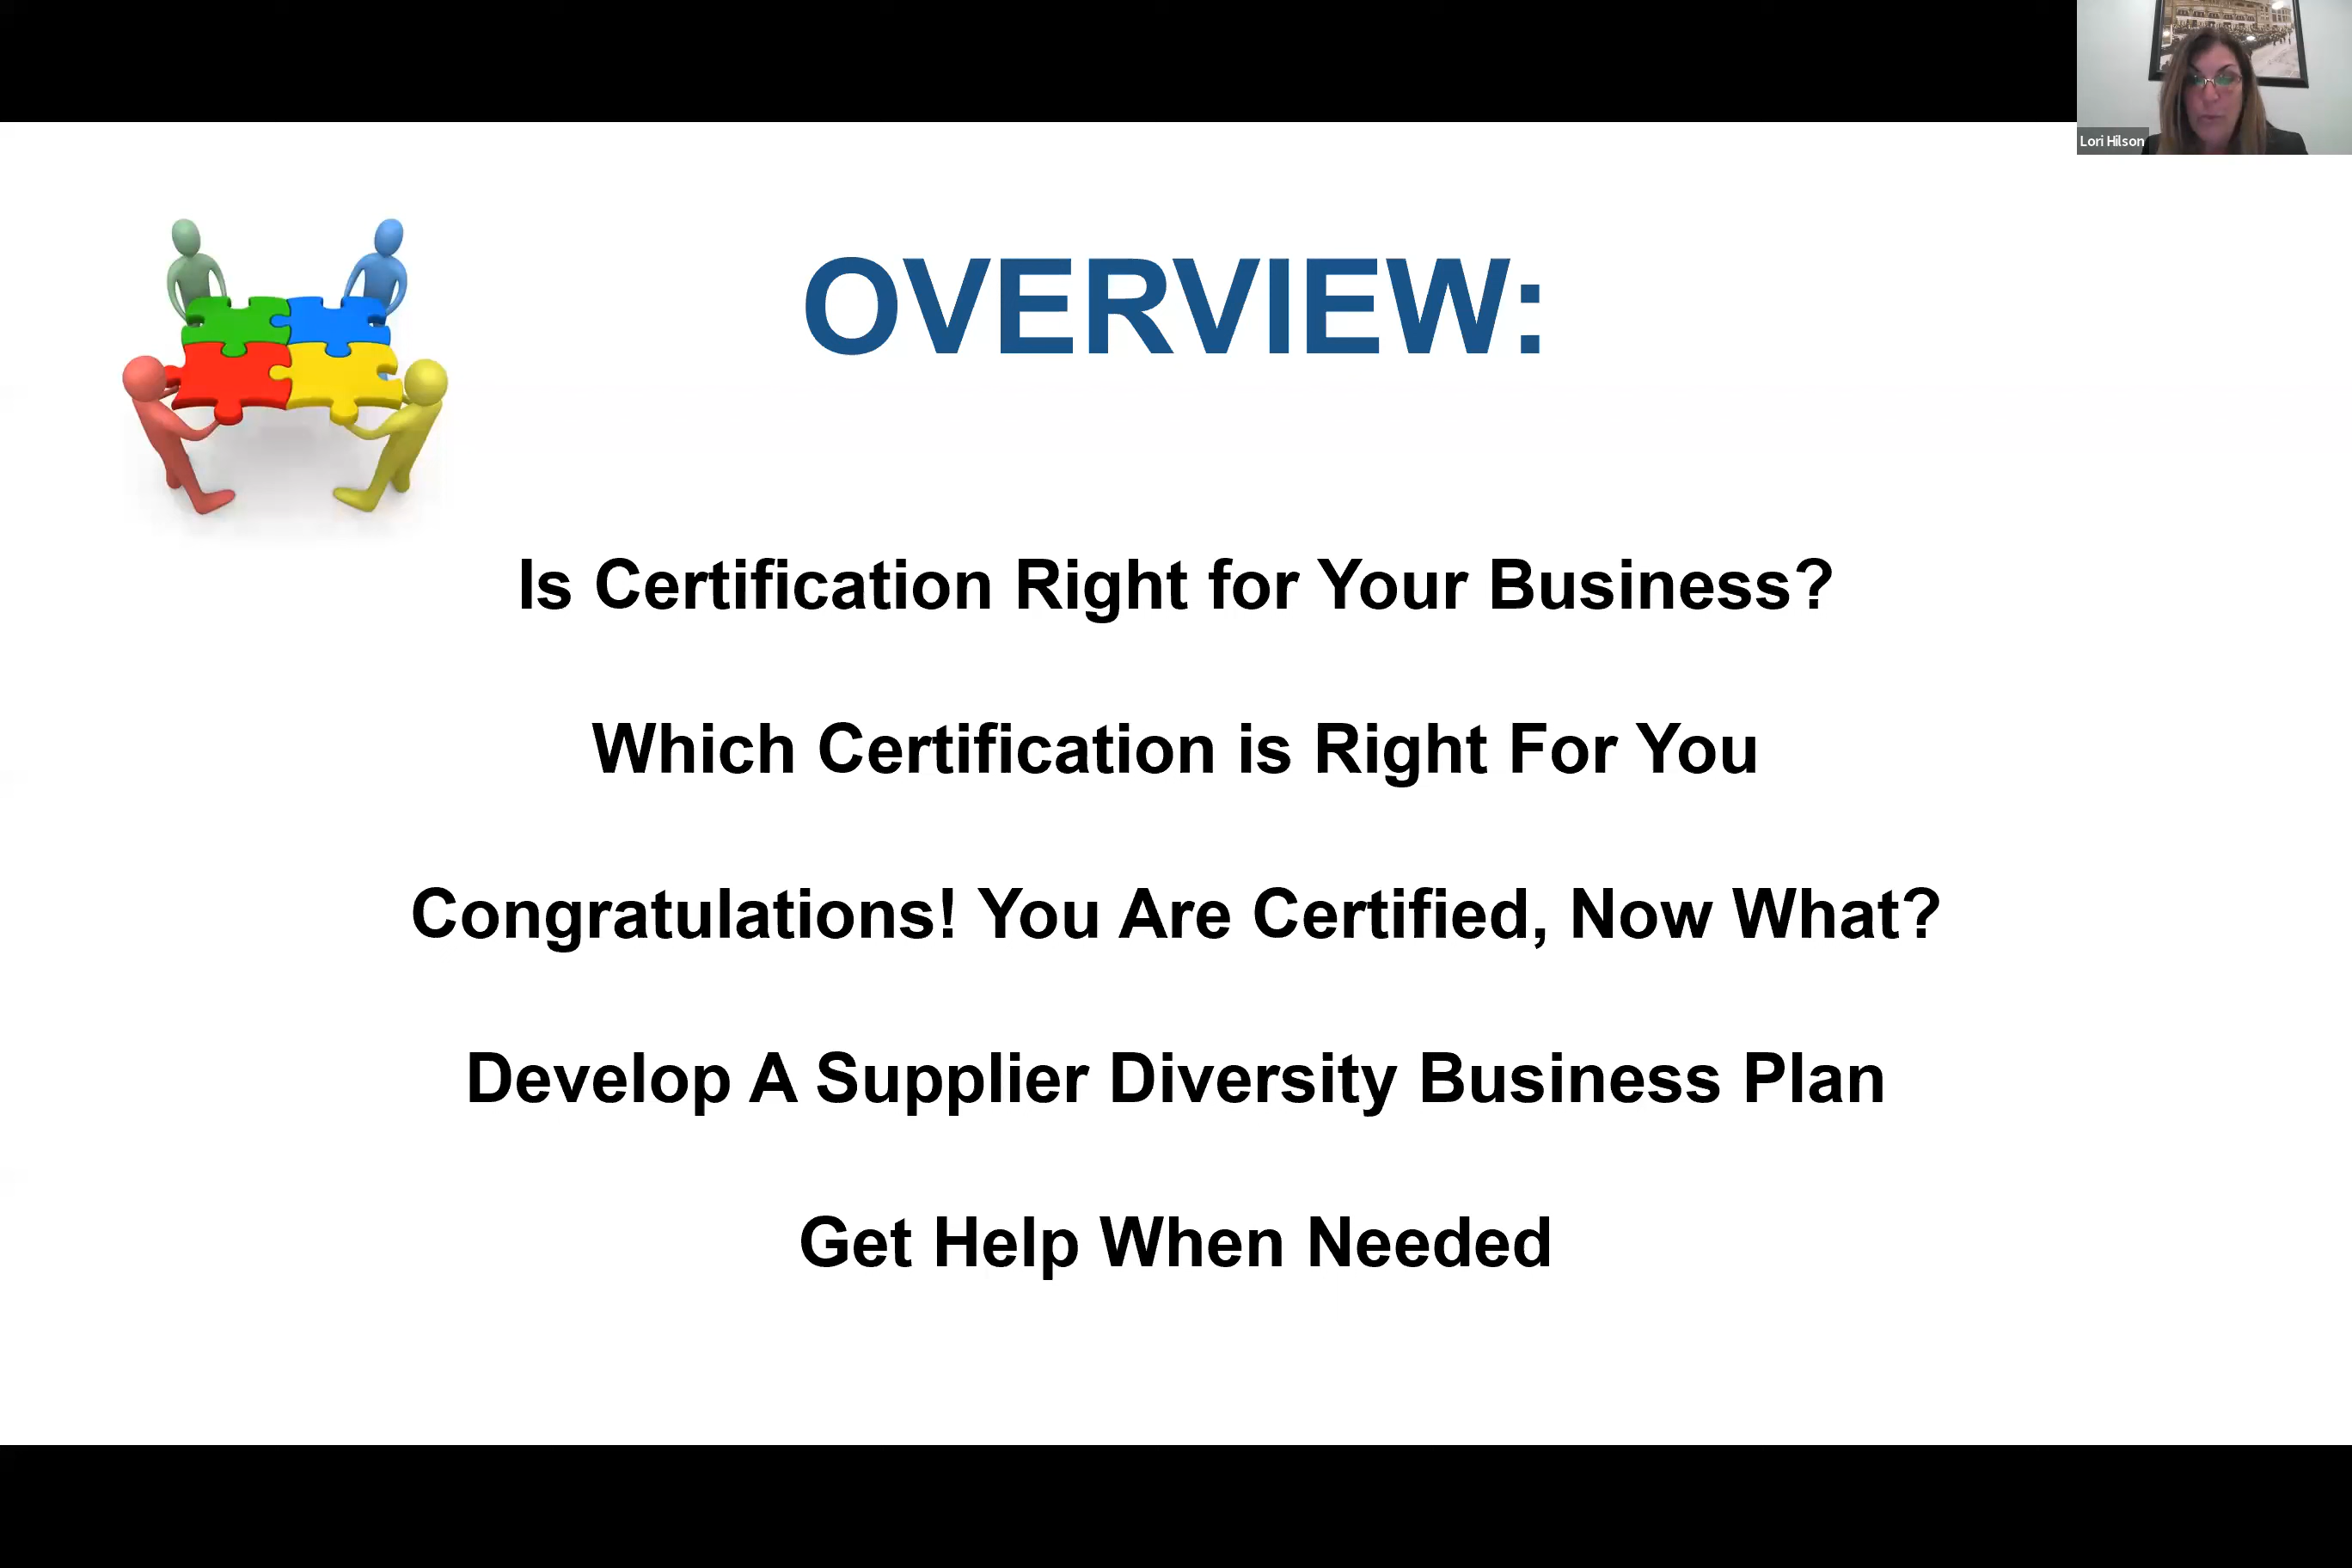 Lori Hilson
OVERVIEW:
Is Certification Right for Your Business?
Which Certification is Right For You
Congratulations! You Are Certified, Now What?
Develop A Supplier Diversity Business Plan
Get Help When Needed